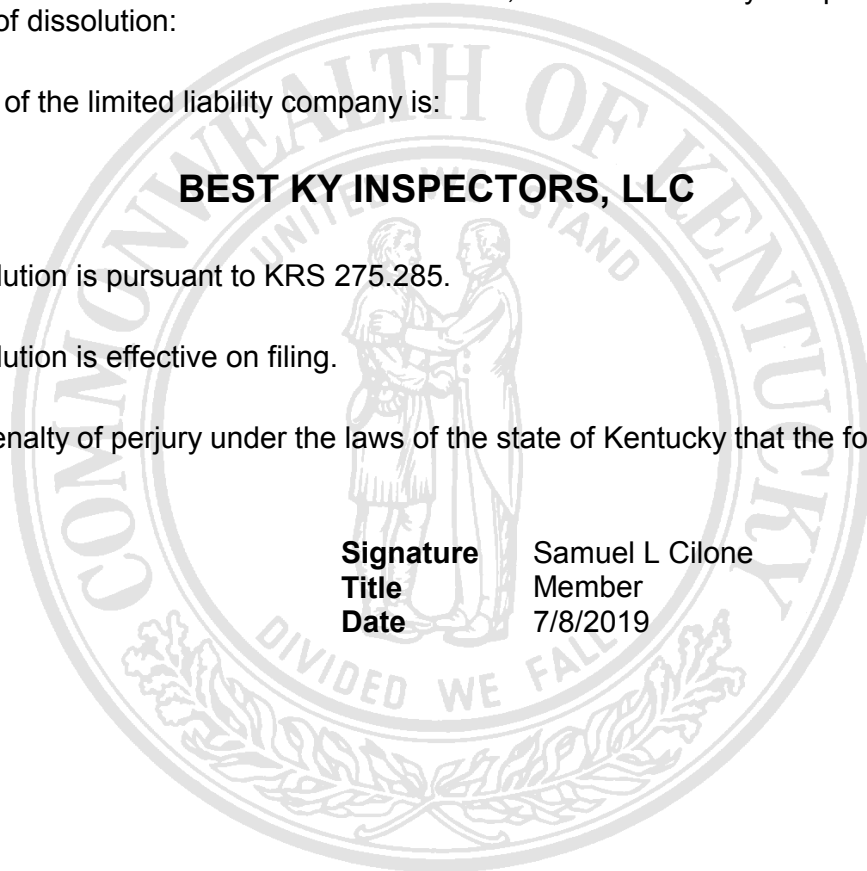 of dissolution:
of the limited liability company is:
BEST KY INSPECTORS, LLC
lution is pursuant to KRS 275.285.
lution is effective on filing.
enalty of perjury under the laws of the state of Kentucky that the fo
Signature Samuel L Cilone
Title Member
Date 7/8/2019
COMMONWEALTH OF KENTUCKY
UNITED WE STAND
DIVIDED WE FALL